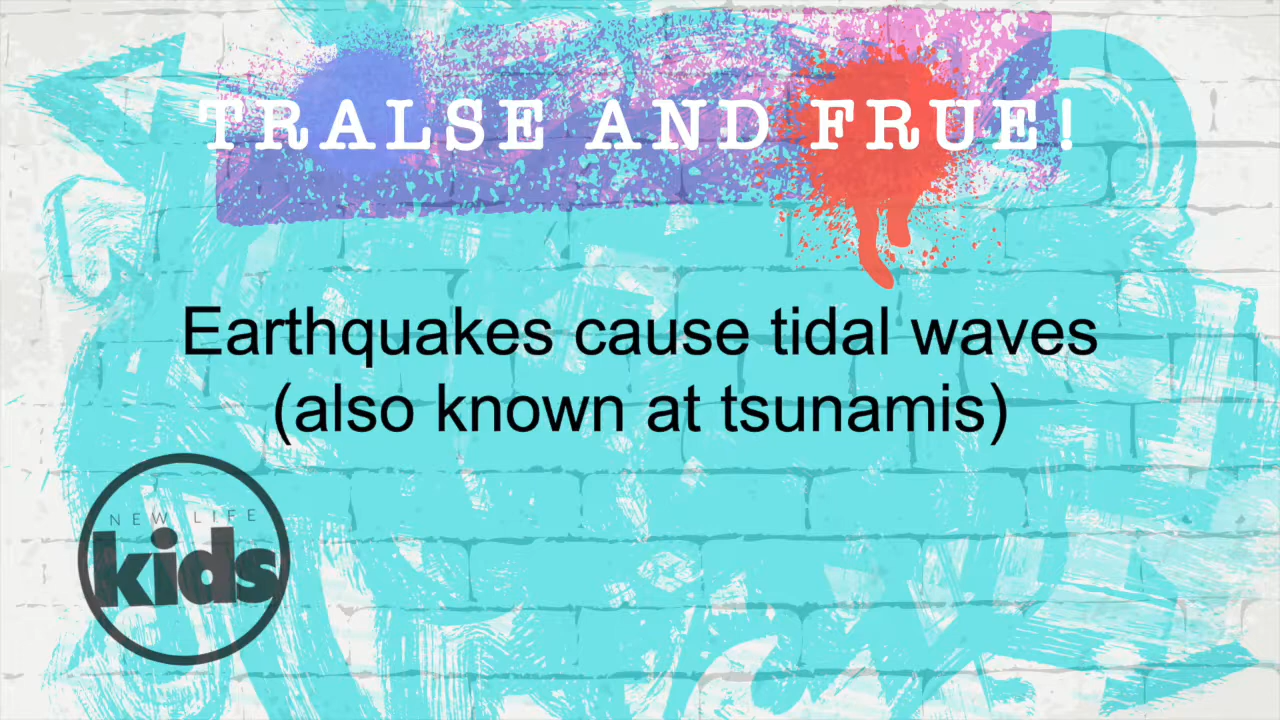 TRALSE AND FRUE!
Earthquakes cause tidal waves
(also known at tsunamis)
NEW LIFE
kids